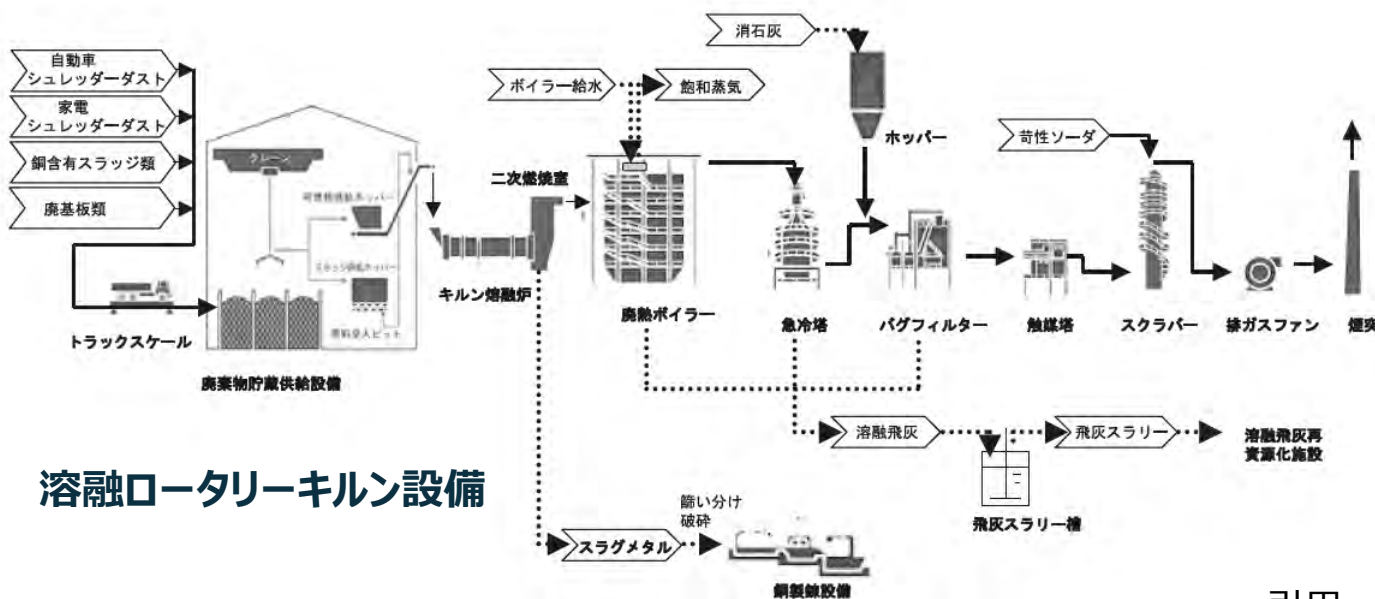 自動車
シュレッダーダスト
家電
シュレッダーダスト
銅含有スラッジ類
廃基板類
トラックスケール
クレーン
廃棄物貯蔵供給設備
キルン熔融炉
二次燃焼室
ボイラー給水
飽和蒸気
廃熱ボイラー
消石灰
ホッパー
急冷塔
バグフィルター
触媒塔
苛性ソーダ
スクラバー
排ガスファン
煙突
溶融飛灰
飛灰スラリー
飛灰スラリー槽
溶融飛灰再
資源化施設
溶融ロータリーキルン設備
スラグメタル
篩い分け
破砕
銅製錬設備